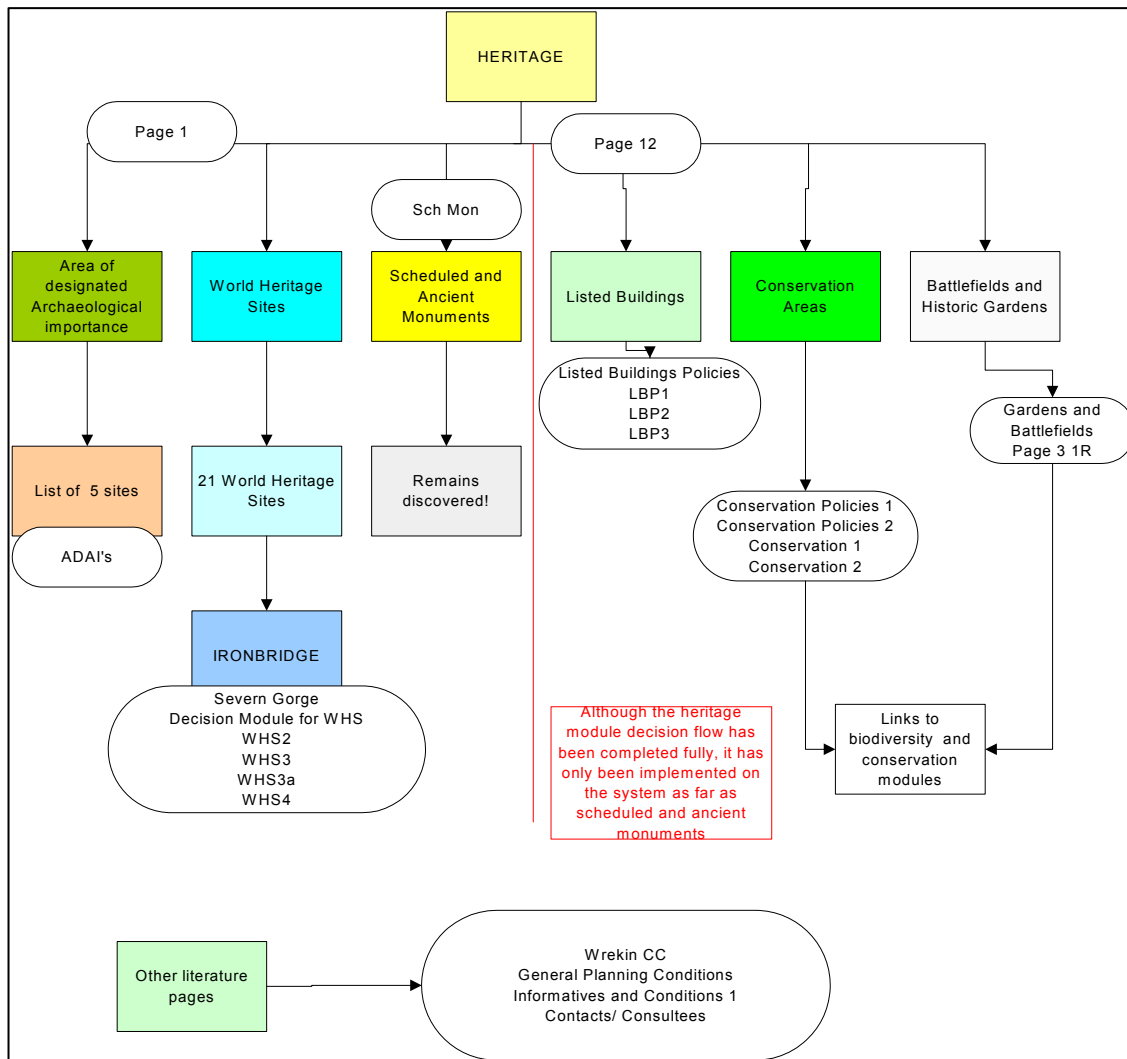 HERITAGE
Page 1
Page 12
Sch Mon
Area of
designated
Archaeological
importance
World Heritage
Sites
Scheduled and
Ancient
Monuments
Listed Buildings
Conservation
Areas
Battlefields and
Historic Gardens
Listed Buildings Policies
LBP1
LBP2
LBP3
Gardens and
Battlefields
Page 3 1R
List of 5 sites
ADAI's
21 World Heritage
Sites
Remains
discovered!
Conservation Policies 1
Conservation Policies 2
Conservation 1
Conservation 2
IRONBRIDGE
Severn Gorge
Decision Module for WHS
WHS2
WHS3
WHS3a
WHS4
Although the heritage
module decision flow has
been completed fully, it has
only been implemented on
the system as far as
scheduled and ancient
monuments
Links to
biodiversity and
conservation
modules
Other literature
pages
Wrekin CC
General Planning Conditions
Informatives and Conditions 1
Contacts/ Consultees